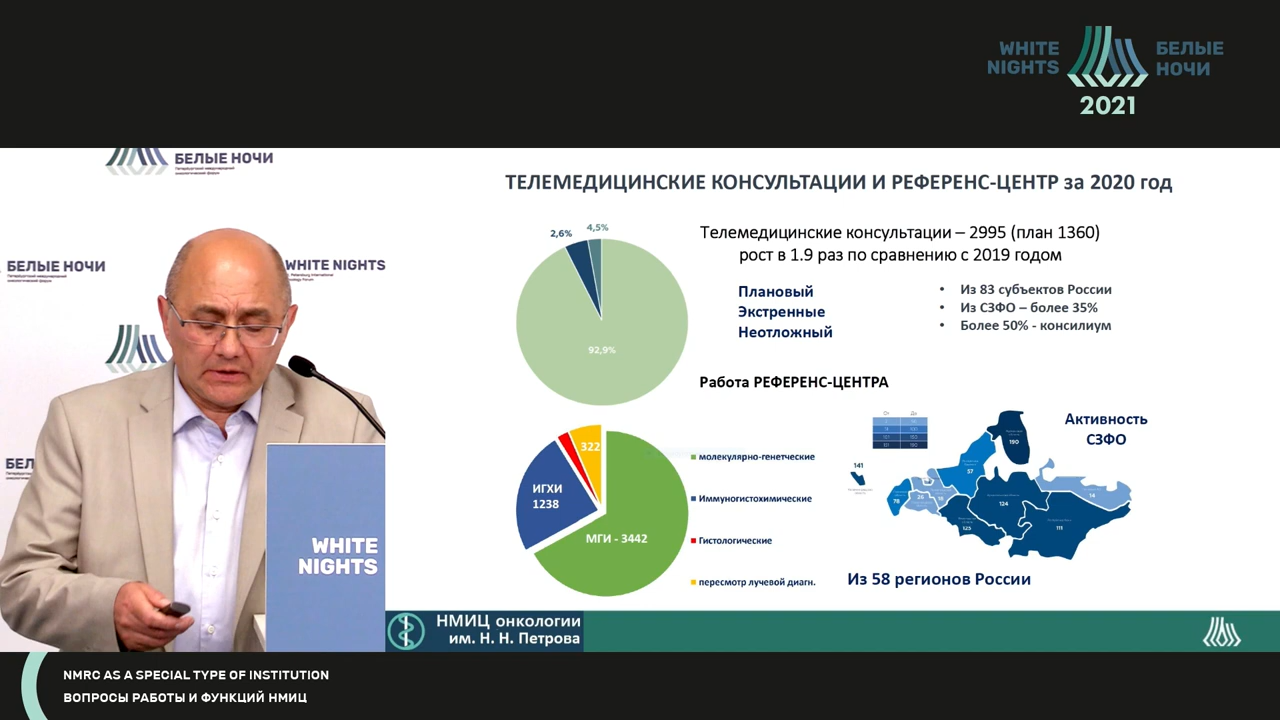 WHITE NIGHTS
БЕЛЫЕ НОЧИ
2021
БЕЛЫЕ НОЧИ
БЕЛЫЕ НОЧИ
WHITE NIGHTS
БЕЛ
WHITE
NIGHTS
ТЕЛЕМЕДИЦИНСКИЕ КОНСУЛЬТАЦИИ И РЕФЕРЕНС-ЦЕНТР за 2020 год
2,6%
4,5%
92,9%
Телемедицинские консультации – 2995 (план 1360)
рост в 1.9 раз по сравнению с 2019 годом
Плановый
Экстренные
Неотложный
• Из 83 субъектов России
• Из СЗФО – более 35%
• Более 50% - консилиум
Работа РЕФЕРЕНС-ЦЕНТРА
322
ИГХИ
1238
МГИ - 3442
молекулярно-генетческие
Иммуногистохимические
Гистологические
пересмотр лучевой диагн.
От До
Активность
СЗФО
190
141
57
14
78
26
124
125
111
Из 58 регионов России
НМИЦ онкологии
им. Н. Н. Петрова
NMRC AS A SPECIAL TYPE OF INSTITUTION
ВОПРОСЫ РАБОТЫ И ФУНКЦИЙ НМИЦ